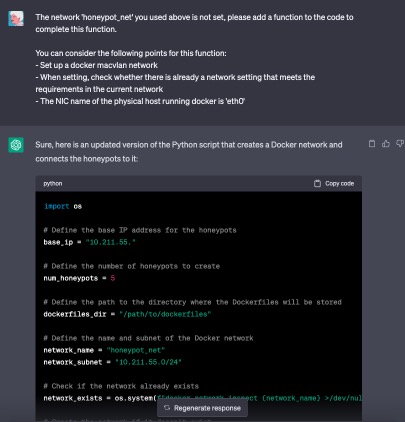 The network 'honeypot_net' you used above is not set, please add a function to the code to
complete this function.
You can consider the following points for this function:
- Set up a docker macvlan network
- When setting, check whether there is already a network setting that meets the
requirements in the current network
- The NIC name of the physical host running docker is 'eth0'
Sure, here is an updated version of the Python script that creates a Docker network and
connects the honeypots to it:
python
Copy code
import os
# Define the base IP address for the honeypots
base_ip = "10.211.55."
# Define the number of honeypots to create
num_honeypots = 5
# Define the path to the directory where the Dockerfiles will be stored
dockerfiles_dir = "/path/to/dockerfiles"
# Define the name and subnet of the Docker network
network_name = "honeypot_net"
network_subnet = "10.211.55.0/24"
# Check if the network already exists
network_exists = os.system(f"docker network inspect {network_name} >/dev/nul
Regenerate response